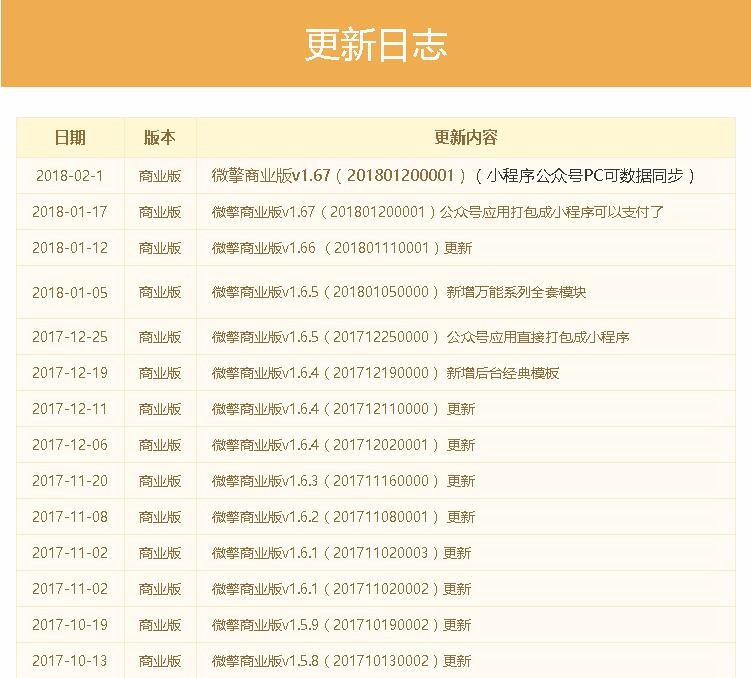 更新日志
日期 版本 更新内容
2018-02-1 商业版 微擎商业版v1.67（201801200001）（小程序公众号PC可数据同步）
2018-01-17 商业版 微擎商业版v1.67（201801200001）公众号应用打包成小程序可以支付了
2018-01-12 商业版 微擎商业版v1.66 （201801110001）更新
2018-01-05 商业版 微擎商业版v1.6.5（201801050000） 新增万能系列全套模块
2017-12-25 商业版 微擎商业版v1.6.5（201712250000） 公众号应用直接打包成小程序
2017-12-19 商业版 微擎商业版v1.6.4（201712190000） 新增后台经典模板
2017-12-11 商业版 微擎商业版v1.6.4（201712110000） 更新
2017-12-06 商业版 微擎商业版v1.6.4（201712020001） 更新
2017-11-20 商业版 微擎商业版v1.6.3（201711160000） 更新
2017-11-08 商业版 微擎商业版v1.6.2（201711080001） 更新
2017-11-02 商业版 微擎商业版v1.6.1（201711020003）更新
2017-11-02 商业版 微擎商业版v1.6.1（201711020002）更新
2017-10-19 商业版 微擎商业版v1.5.9（201710190002）更新
2017-10-13 商业版 微擎商业版v1.5.8（201710130002）更新